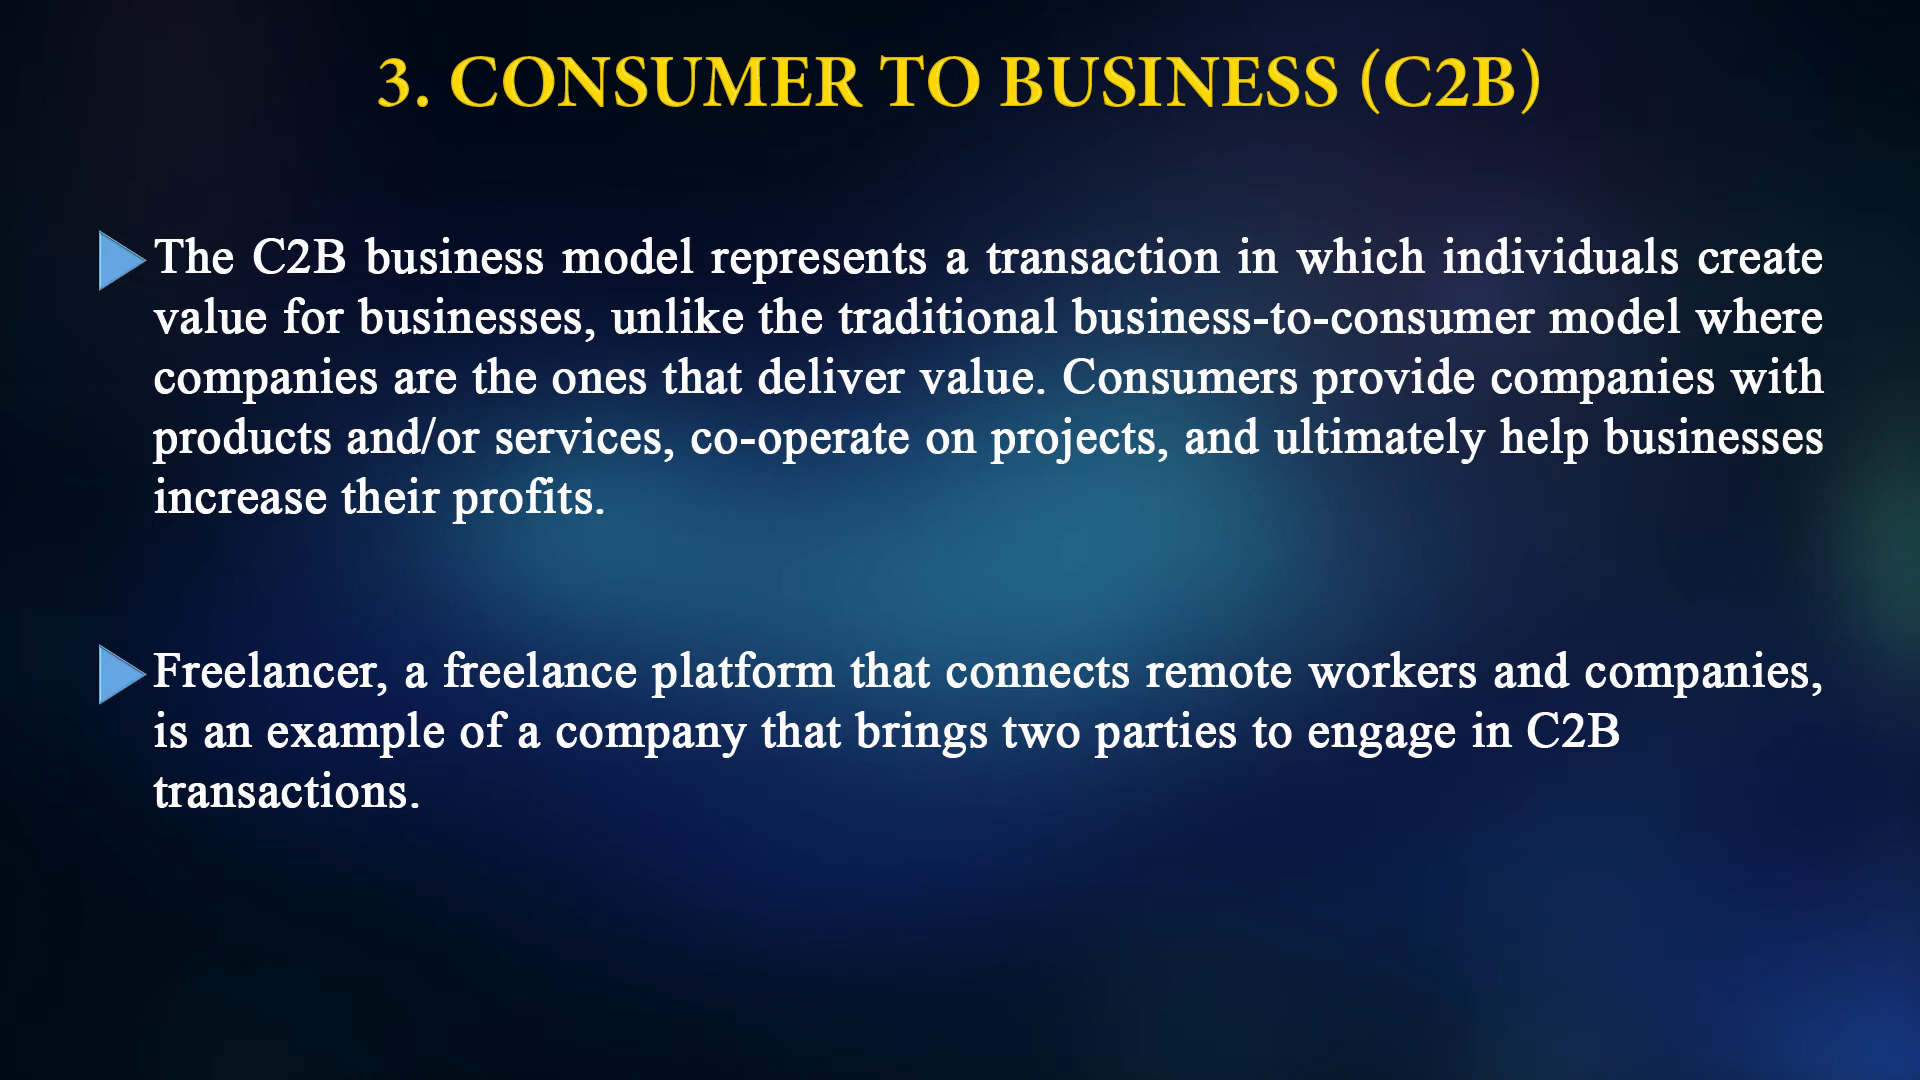 3. CONSUMER TO BUSINESS (C2B)
The C2B business model represents a transaction in which individuals create
value for businesses, unlike the traditional business-to-consumer model where
companies are the ones that deliver value. Consumers provide companies with
products and/or services, co-operate on projects, and ultimately help businesses
increase their profits.
Freelancer, a freelance platform that connects remote workers and companies,
is an example of a company that brings two parties to engage in C2B
transactions.